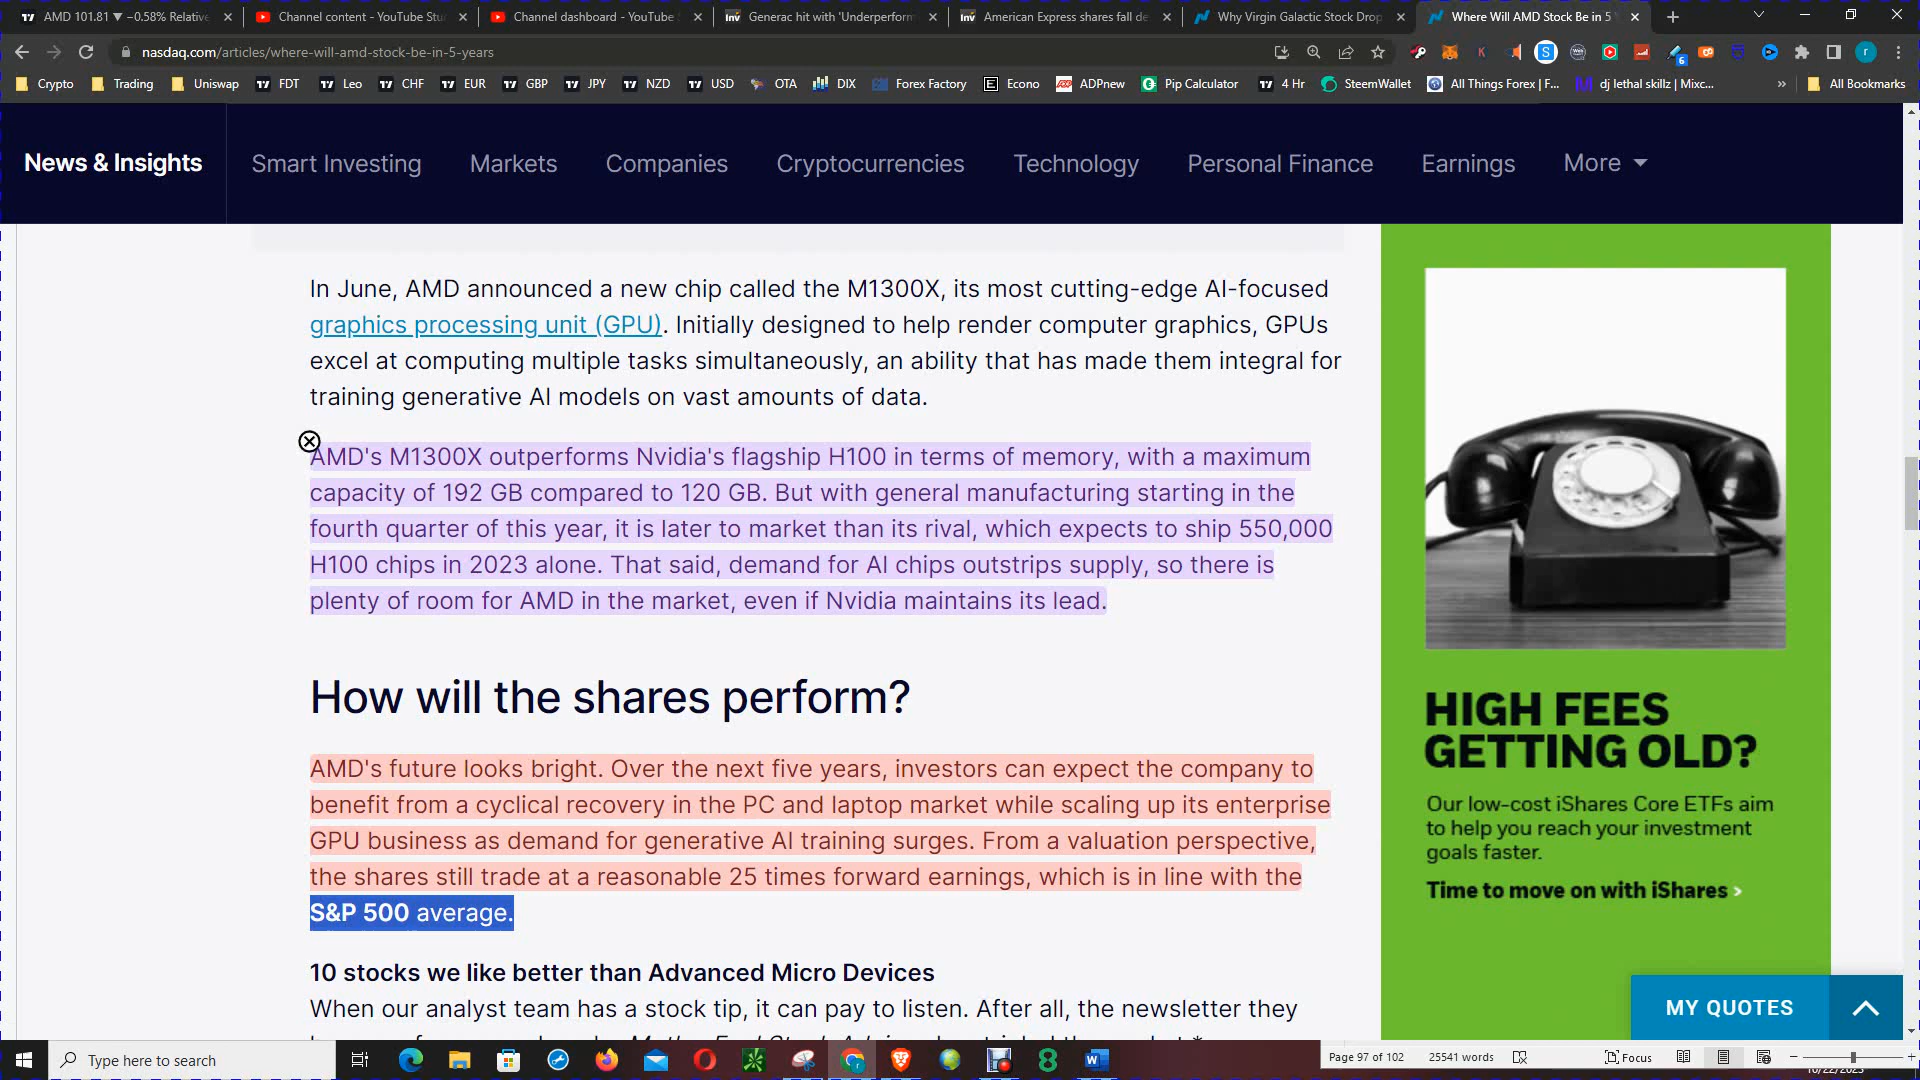 AMD 101.81 ▼ −0.58% Relative
Channel content - YouTube Stu
Channel dashboard - YouTube
Generac hit with 'Underperform
American Express shares fall de
Why Virgin Galactic Stock Drop
Where Will AMD Stock Be in 5
nasdaq.com/articles/where-will-amd-stock-be-in-5-years
Crypto Trading Uniswap FDT Leo CHF EUR GBP JPY NZD USD OTA DIX Forex Factory Econo ADPnew Pip Calculator 4 Hr SteemWallet All Things Forex | F... dj lethal skillz | Mixc... » All Bookmarks
News & Insights Smart Investing Markets Companies Cryptocurrencies Technology Personal Finance Earnings More
In June, AMD announced a new chip called the M1300X, its most cutting-edge AI-focused
graphics processing unit (GPU). Initially designed to help render computer graphics, GPUs
excel at computing multiple tasks simultaneously, an ability that has made them integral for
training generative AI models on vast amounts of data.
AMD's M1300X outperforms Nvidia's flagship H100 in terms of memory, with a maximum
capacity of 192 GB compared to 120 GB. But with general manufacturing starting in the
fourth quarter of this year, it is later to market than its rival, which expects to ship 550,000
H100 chips in 2023 alone. That said, demand for AI chips outstrips supply, so there is
plenty of room for AMD in the market, even if Nvidia maintains its lead.
How will the shares perform?
AMD's future looks bright. Over the next five years, investors can expect the company to
benefit from a cyclical recovery in the PC and laptop market while scaling up its enterprise
GPU business as demand for generative AI training surges. From a valuation perspective,
the shares still trade at a reasonable 25 times forward earnings, which is in line with the
S&P 500 average.
10 stocks we like better than Advanced Micro Devices
When our analyst team has a stock tip, it can pay to listen. After all, the newsletter they
HIGH FEES
GETTING OLD?
Our low-cost iShares Core ETFs aim
to help you reach your investment
goals faster.
Time to move on with iShares >
MY QUOTES
Type here to search
Page 97 of 102 25541 words Focus
10/22/2023